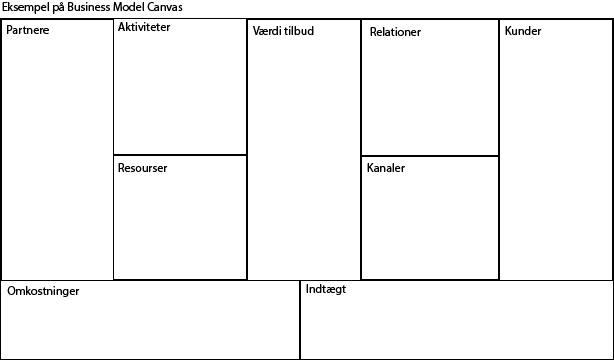 Eksempel på Business Model Canvas
Partnere
Aktiviteter
Værdi tilbud
Relationer
Kunder
Resourser
Kanaler
Omkostninger
Indtægt